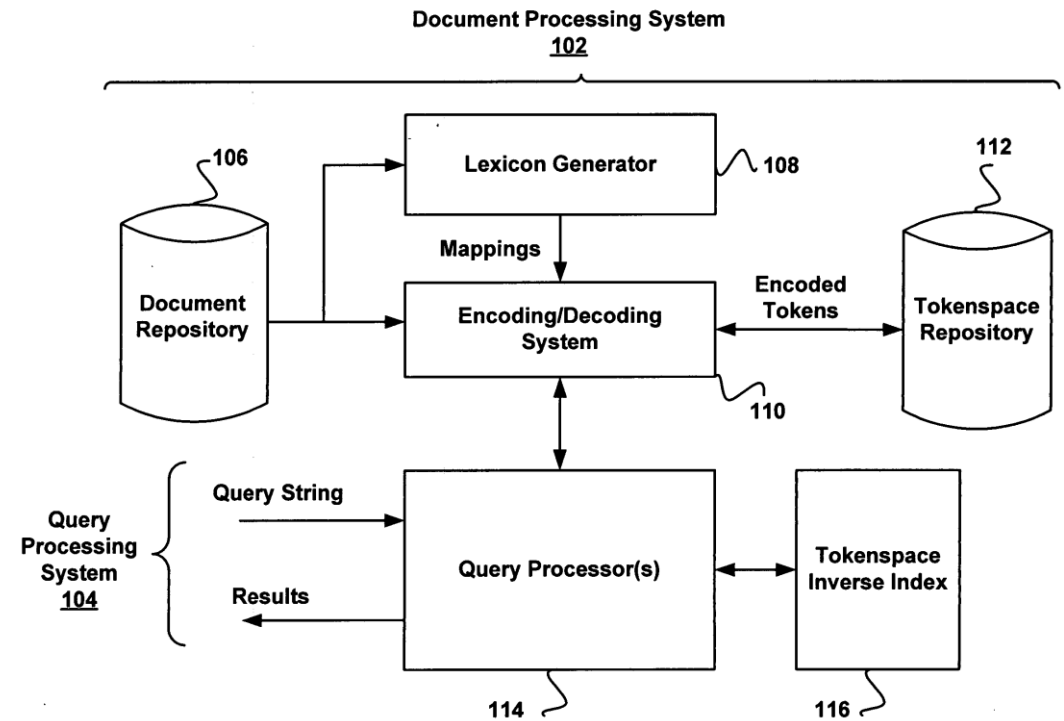 Document Processing System
102
106
Lexicon Generator
108
112
Mappings
Document
Repository
Encoding/Decoding
System
Encoded
Tokens
Tokenspace
Repository
110
Query
Processing
System
104
Query String
Results
Query Processor(s)
Tokenspace
Inverse Index
114
116